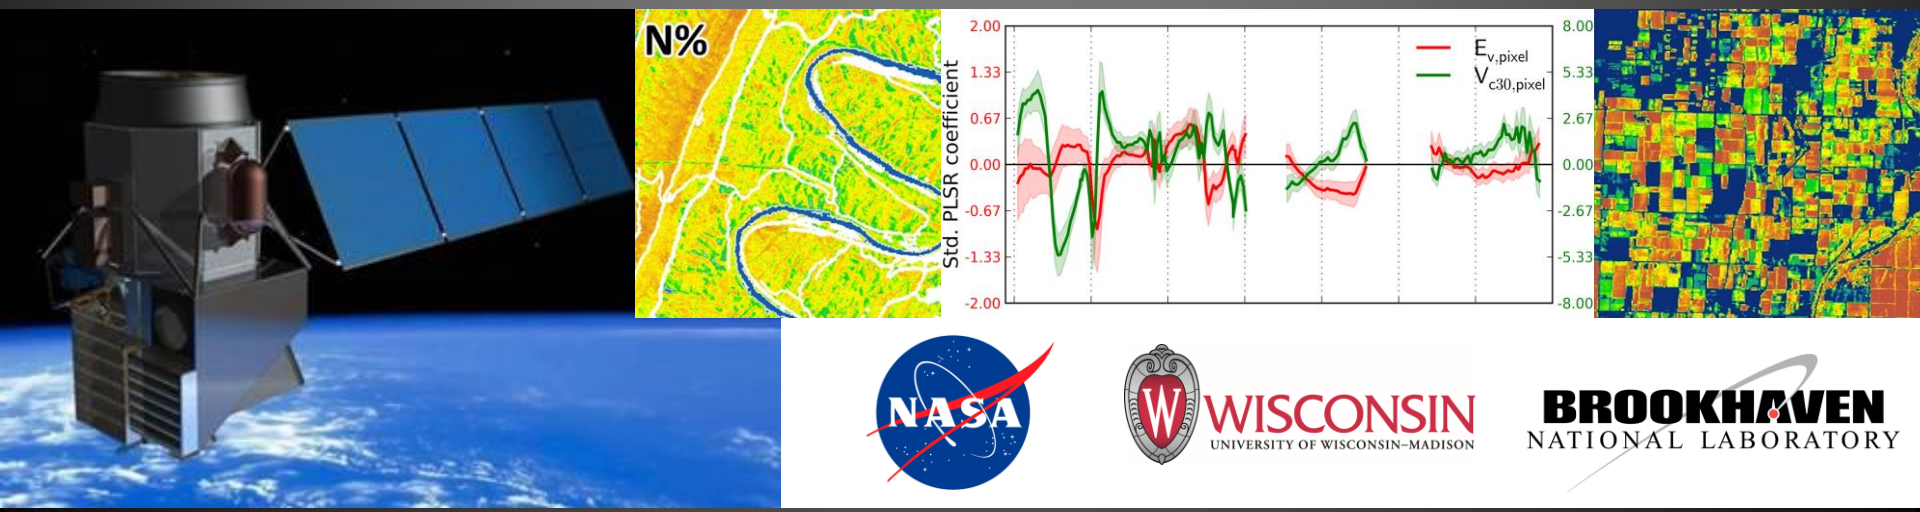 N%
Std. PLSR coefficient
2.00
1.33
0.67
0.00
-0.67
-1.33
-2.00
E v,pixel
V c30,pixel
8.00
5.33
2.67
0.00
-2.67
-5.33
-8.00
NASA
W WISCONSIN
UNIVERSITY OF WISCONSIN–MADISON
BROOKHAVEN
NATIONAL LABORATORY